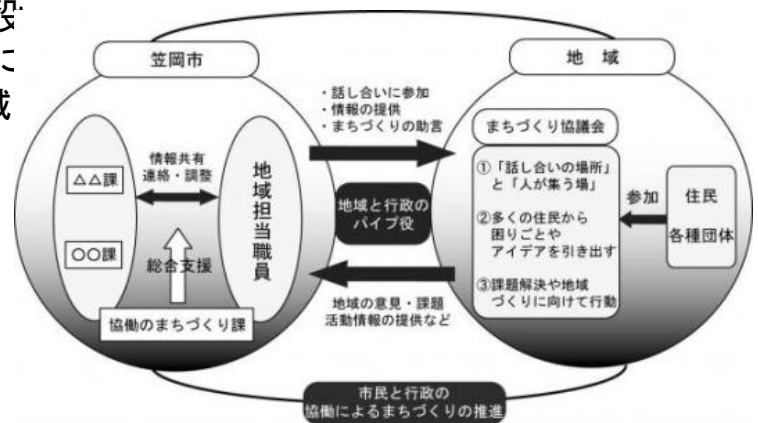 笠岡市
地 域
・話し合いに参加
・情報の提供
・まちづくりの助言
まちづくり協議会
情報共有
連絡・調整
△△課
○○課
地域担当職員
総合支援
協働のまちづくり課
地域と行政の
パイプ役
①「話し合いの場所」
と「人が集う場」
②多くの住民から
困りごとや
アイデアを引き出す
③課題解決や地域
づくりに向けて行動
参加
住民
各種団体
地域の意見・課題
活動情報の提供など
市民と行政の
協働によるまちづくりの推進